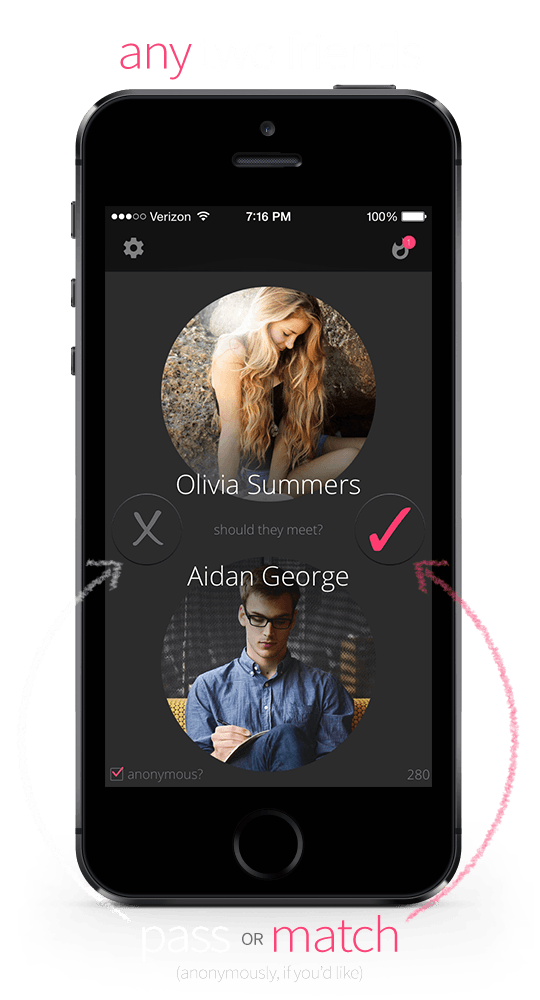 any
Verizon 7:16 PM 100%
1
Olivia Summers
X should they meet? ✓
Aidan George
anonymous? 280
pass OR match
(anonymously, if you'd like)